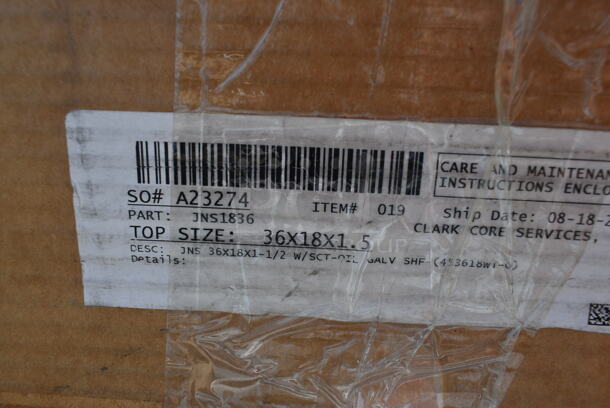 SO# A23274
ITEM# 019
PART: JNS1836
TOP SIZE: 36X18X1.5
DESC: JNS 36X18X1-1/2 W/SCT-OIL GALV SHF
Details:
CARE AND MAINTENAN
INSTRUCTIONS ENCLO
Ship Date: 08-18-2
CLARK CORE SERVICES,